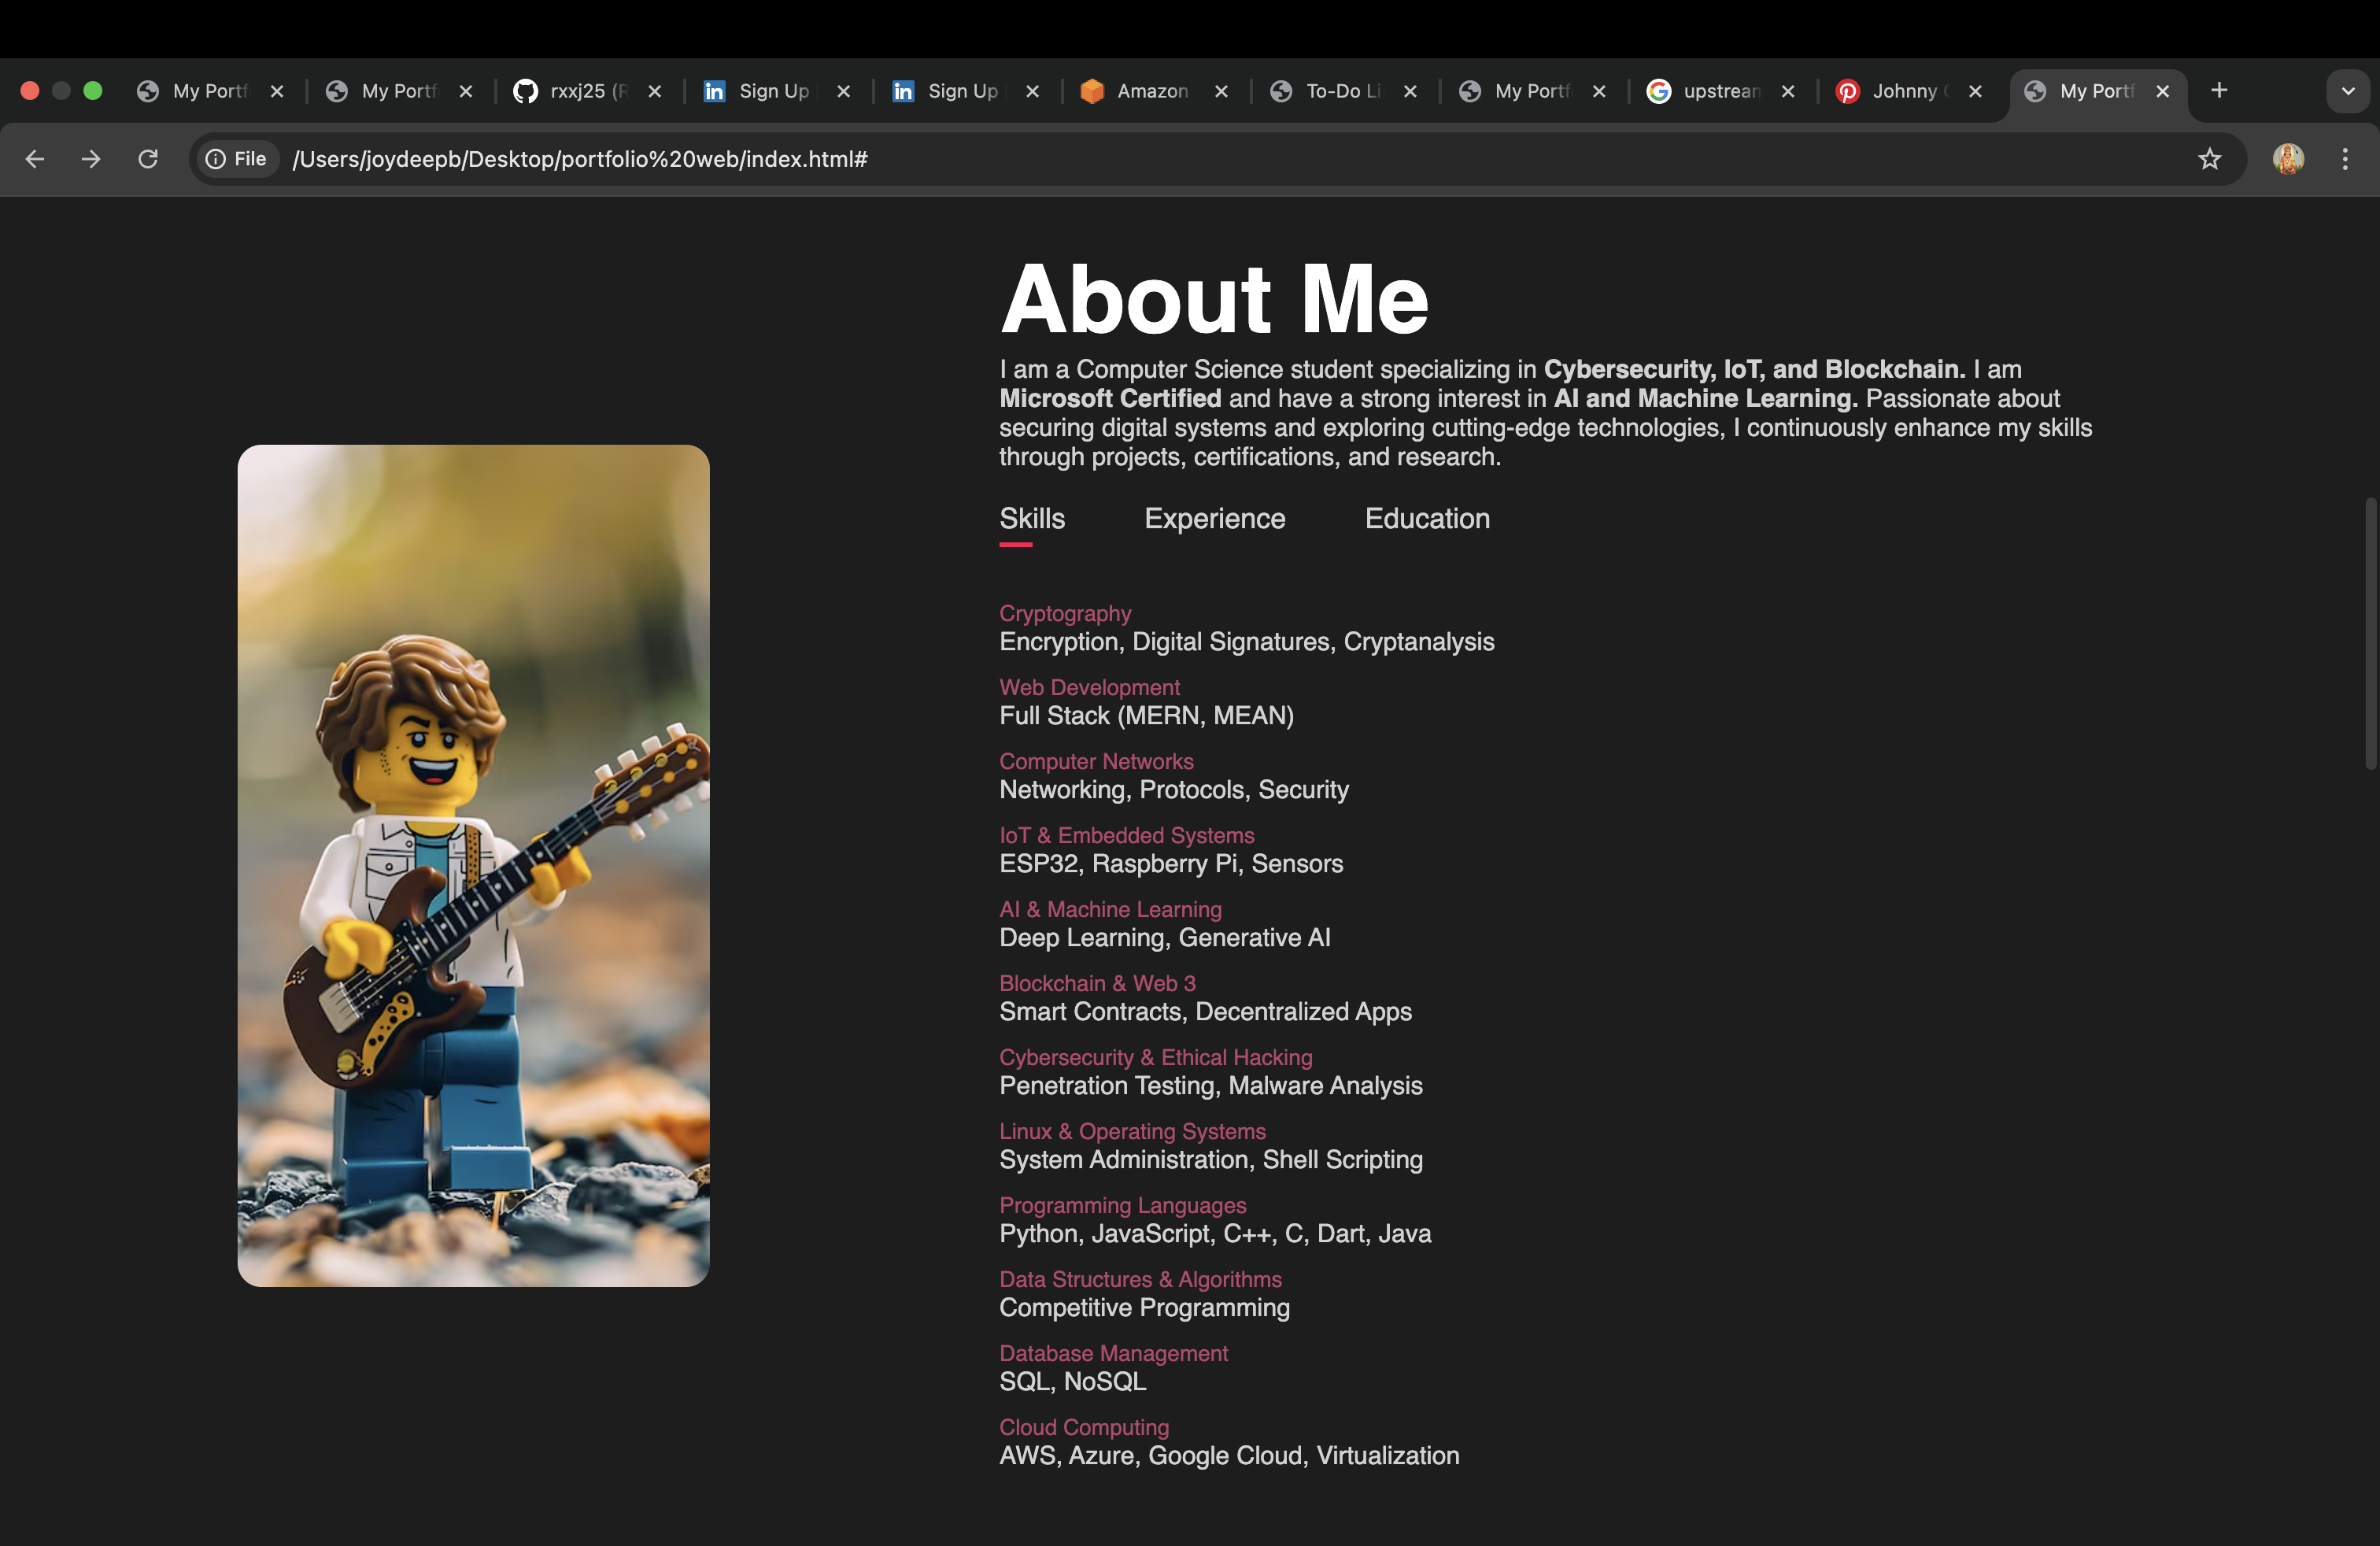 My Portf
My Portf
rxxj25 (R
in Sign Up
in Sign Up
Amazon
To-Do Li
My Portf
upstream
Johnny
My Portf
File /Users/joydeepb/Desktop/portfolio%20web/index.html#
About Me
I am a Computer Science student specializing in Cybersecurity, IoT, and Blockchain. I am
Microsoft Certified and have a strong interest in AI and Machine Learning. Passionate about
securing digital systems and exploring cutting-edge technologies, I continuously enhance my skills
through projects, certifications, and research.
Skills Experience Education
Cryptography
Encryption, Digital Signatures, Cryptanalysis
Web Development
Full Stack (MERN, MEAN)
Computer Networks
Networking, Protocols, Security
IoT & Embedded Systems
ESP32, Raspberry Pi, Sensors
AI & Machine Learning
Deep Learning, Generative AI
Blockchain & Web 3
Smart Contracts, Decentralized Apps
Cybersecurity & Ethical Hacking
Penetration Testing, Malware Analysis
Linux & Operating Systems
System Administration, Shell Scripting
Programming Languages
Python, JavaScript, C++, C, Dart, Java
Data Structures & Algorithms
Competitive Programming
Database Management
SQL, NoSQL
Cloud Computing
AWS, Azure, Google Cloud, Virtualization